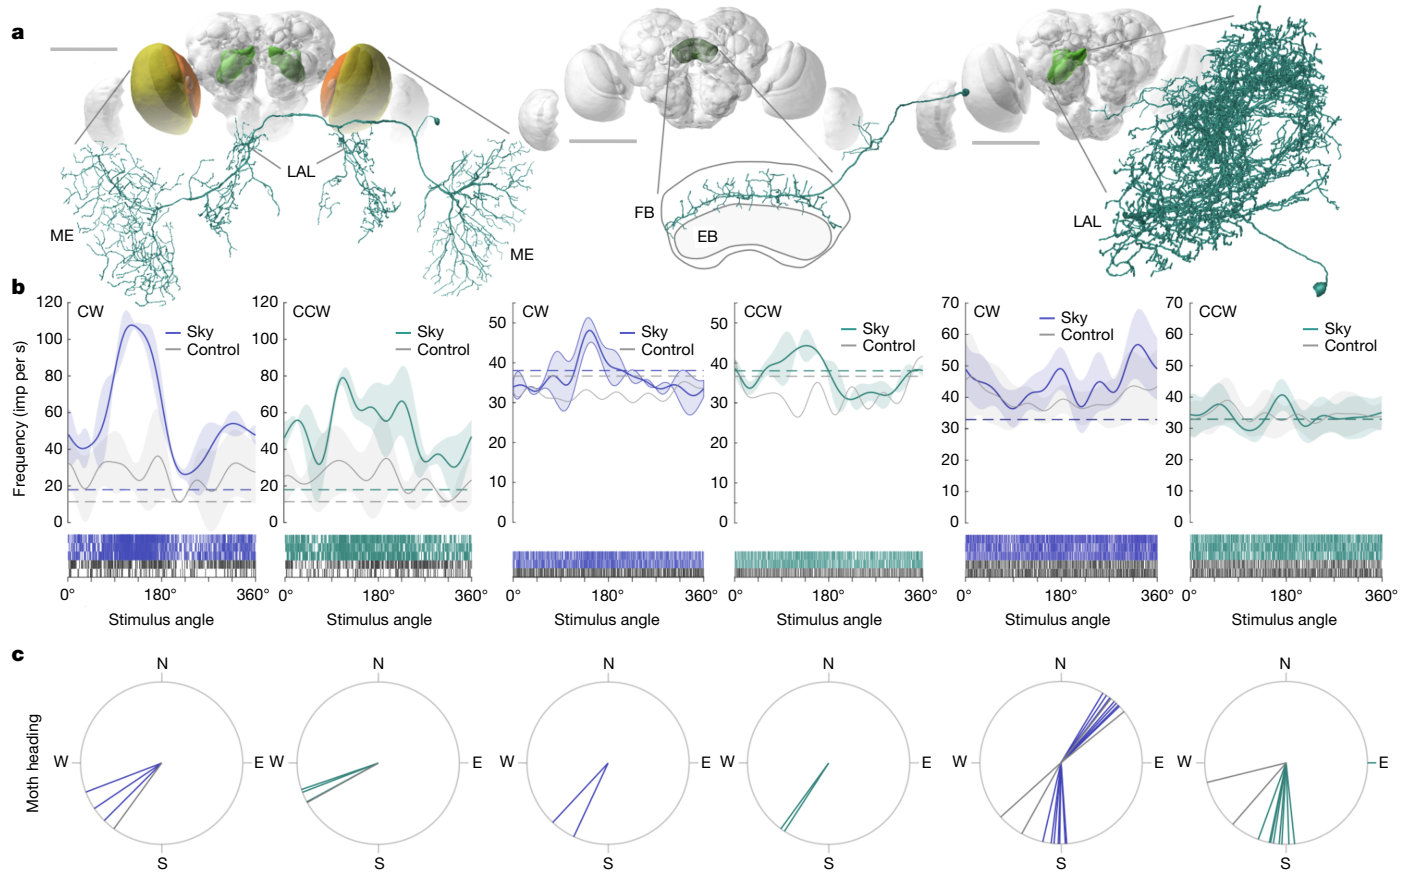 a
LAL
ME
ME
FB
EB
LAL
b
Frequency (imp per s)
120
100
80
60
40
20
0
CW
Sky
Control
0° 180° 360°
Stimulus angle
120
100
80
60
40
20
0
CCW
Sky
Control
0° 180° 360°
Stimulus angle
50
40
30
20
10
0
CW
Sky
Control
0° 180° 360°
Stimulus angle
50
40
30
20
10
0
CCW
Sky
Control
0° 180° 360°
Stimulus angle
70
60
50
40
30
20
10
0
CW
Sky
Control
0° 180° 360°
Stimulus angle
70
60
50
40
30
20
10
0
CCW
Sky
Control
0° 180° 360°
Stimulus angle
c
Moth heading
N
W E
S
N
W E
S
N
W E
S
N
W E
S
N
W E
S
N
W E
S